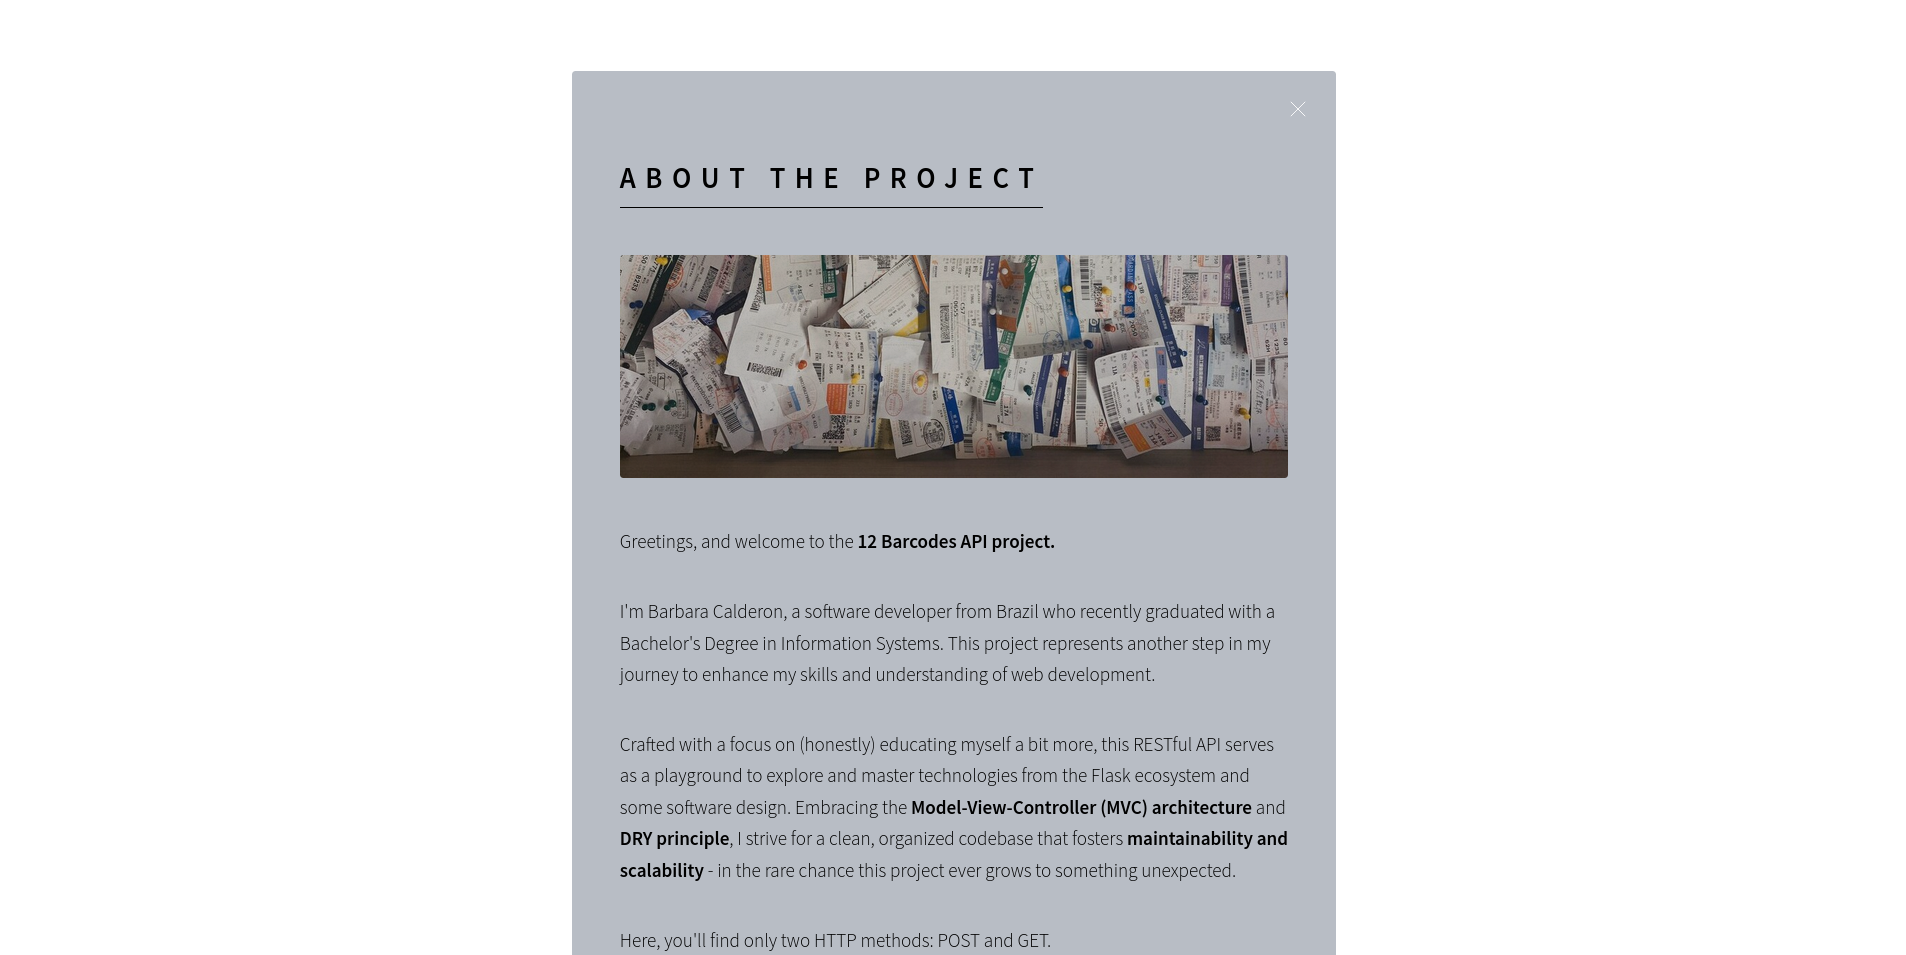 ABOUT THE PROJECT
Greetings, and welcome to the 12 Barcodes API project.
I'm Barbara Calderon, a software developer from Brazil who recently graduated with a
Bachelor's Degree in Information Systems. This project represents another step in my
journey to enhance my skills and understanding of web development.
Crafted with a focus on (honestly) educating myself a bit more, this RESTful API serves
as a playground to explore and master technologies from the Flask ecosystem and
some software design. Embracing the Model-View-Controller (MVC) architecture and
DRY principle, I strive for a clean, organized codebase that fosters maintainability and
scalability - in the rare chance this project ever grows to something unexpected.
Here, you'll find only two HTTP methods: POST and GET.